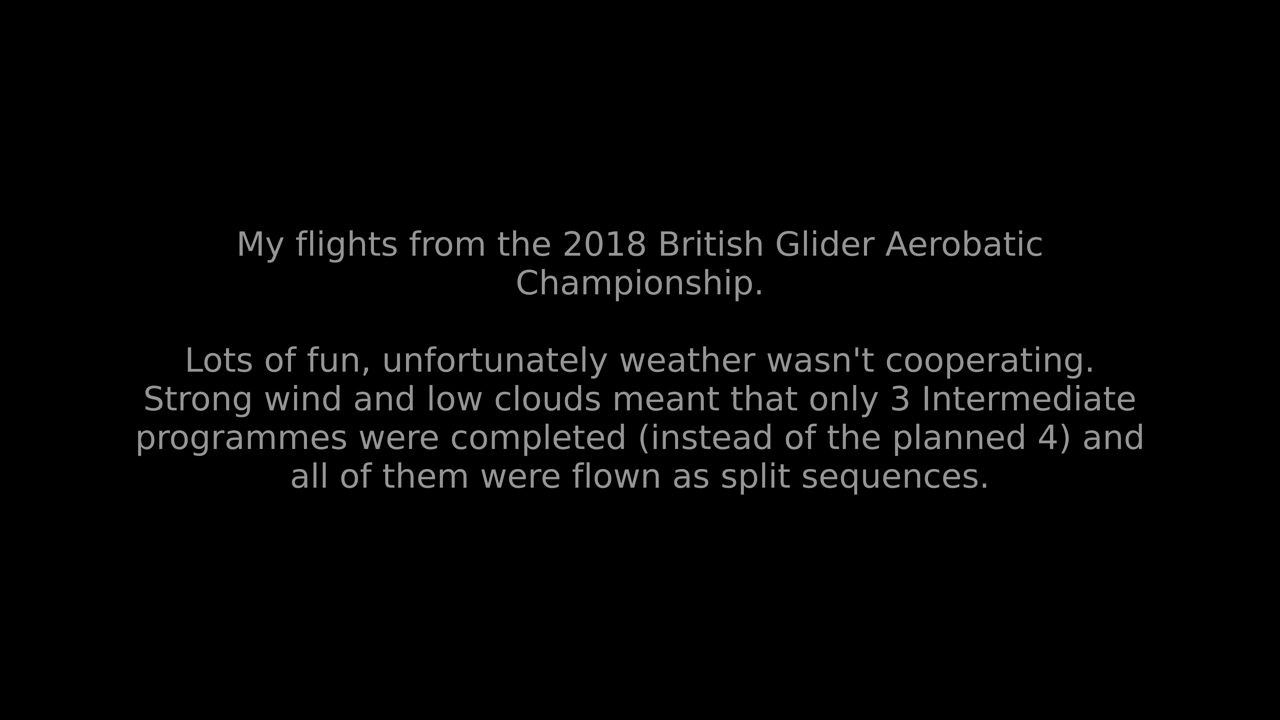 My flights from the 2018 British Glider Aerobatic
Championship.
Lots of fun, unfortunately weather wasn't cooperating.
Strong wind and low clouds meant that only 3 Intermediate
programmes were completed (instead of the planned 4) and
all of them were flown as split sequences.